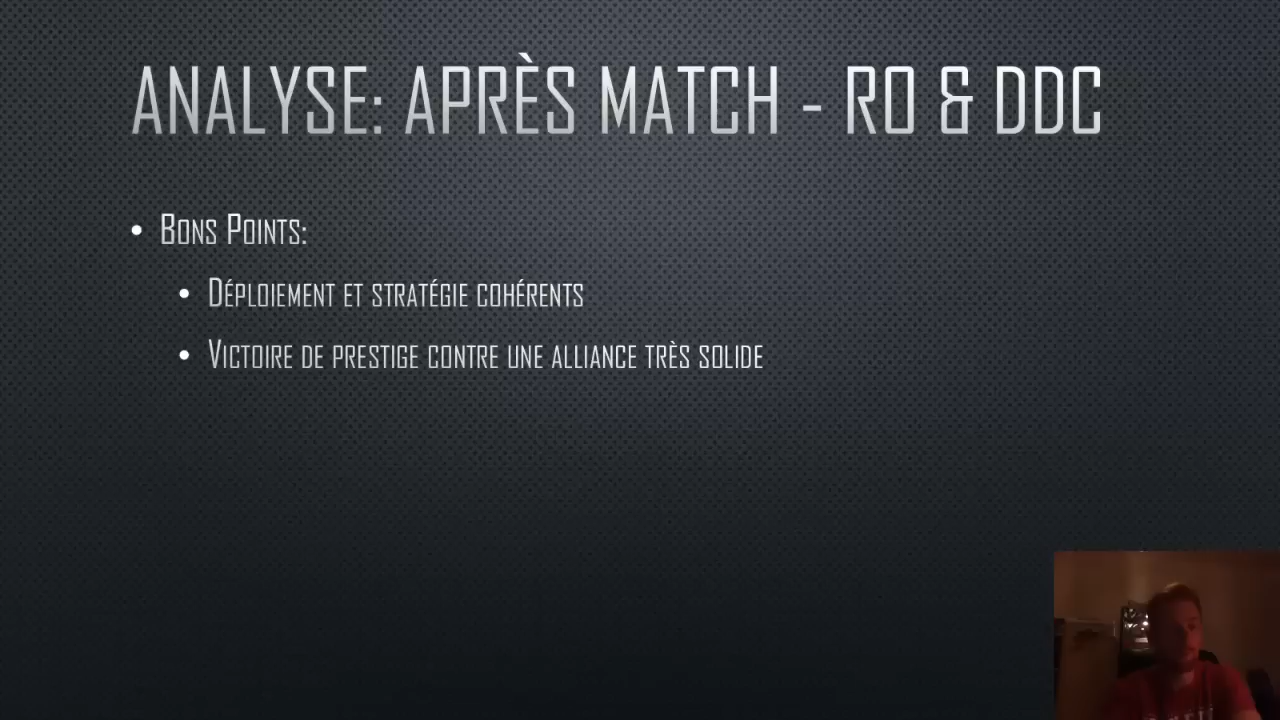 ANALYSE: APRÈS MATCH - RO & DDC
• BONS POINTS:
• DÉPLOIEMENT ET STRATÉGIE COHÉRENTS
• VICTOIRE DE PRESTIGE CONTRE UNE ALLIANCE TRÈS SOLIDE